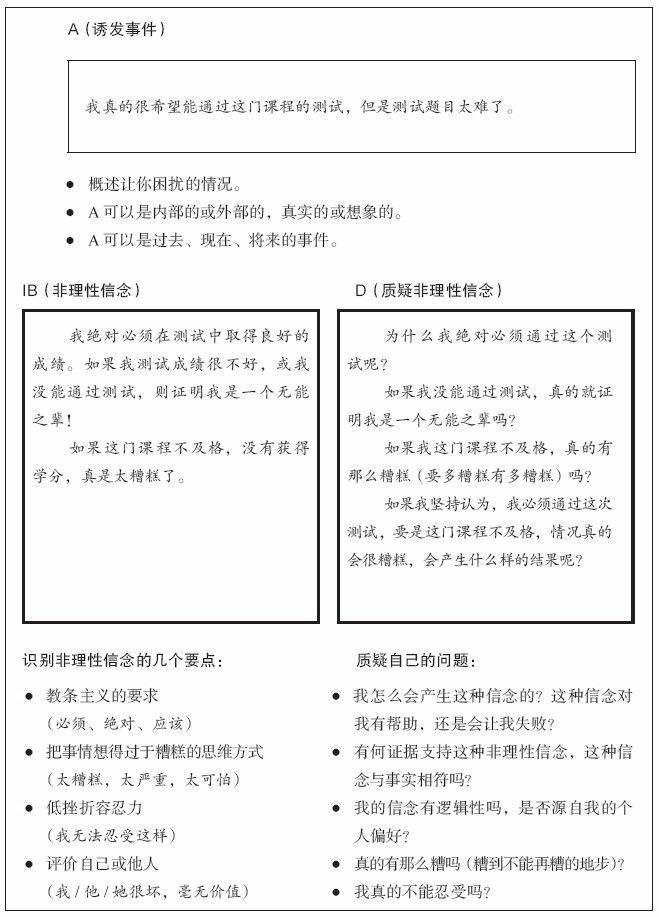 A（诱发事件）
我真的很希望能通过这门课程的测试，但是测试题目太难了。
● 概述让你困扰的情况。
● A 可以是内部的或外部的，真实的或想象的。
● A 可以是过去、现在、将来的事件。
IB（非理性信念）
我绝对必须在测试中取得良好的
成绩。如果我测试成绩很不好，或我
没能通过测试，则证明我是一个无能
之辈！
如果这门课程不及格，没有获得
学分，真是太糟糕了。
D（质疑非理性信念）
为什么我绝对必须通过这个测
试呢？
如果我没能通过测试，真的就证
明我是一个无能之辈吗？
如果我这门课程不及格，真的有
那么糟糕（要多糟糕有多糟糕）吗？
如果我坚持认为，我必须通过这次
测试，要是这门课程不及格，情况真的
会很糟糕，会产生什么样的结果呢？
识别非理性信念的几个要点：
● 教条主义的要求
（必须、绝对、应该）
● 把事情想得过于糟糕的思维方式
（太糟糕，太严重，太可怕）
● 低挫折容忍力
（我无法忍受这样）
● 评价自己或他人
（我 / 他 / 她很坏，毫无价值）
质疑自己的问题：
● 我怎么会产生这种信念的？这种信念对
我有帮助，还是会让我失败？
● 有何证据支持这种非理性信念，这种信
念与事实相符吗？
● 我的信念有逻辑性吗，是否源自我的个
人偏好？
● 真的有那么糟吗（糟到不能再糟的地步）？
● 我真的不能忍受吗？